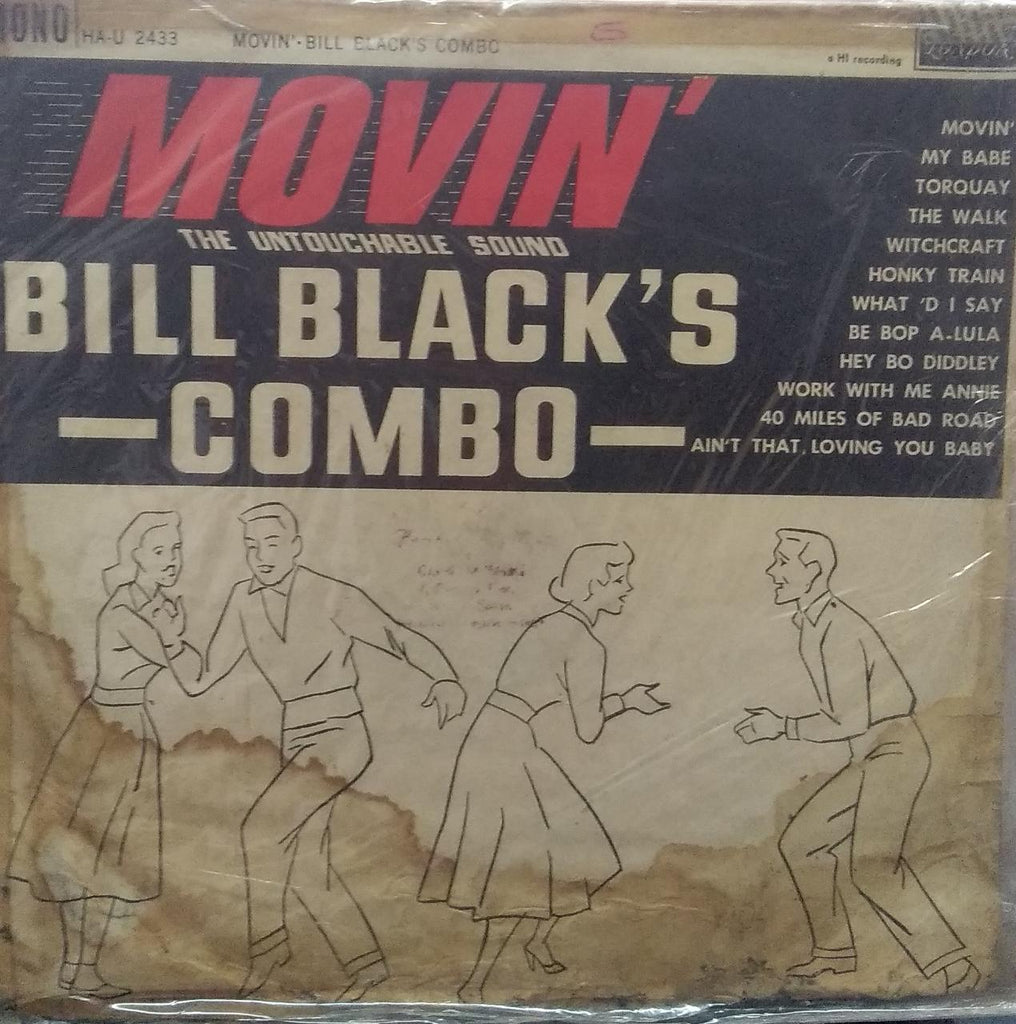 MONO HA-U 2433 MOVIN'·BILL BLACK'S COMBO
London
a HI recording
MOVIN'
THE UNTOUCHABLE SOUND
BILL BLACK'S
—COMBO—
MOVIN'
MY BABE
TORQUAY
THE WALK
WITCHCRAFT
HONKY TRAIN
WHAT 'D I SAY
BE BOP A-LULA
HEY BO DIDDLEY
WORK WITH ME ANNIE
40 MILES OF BAD ROAD
AIN'T THAT LOVING YOU BABY